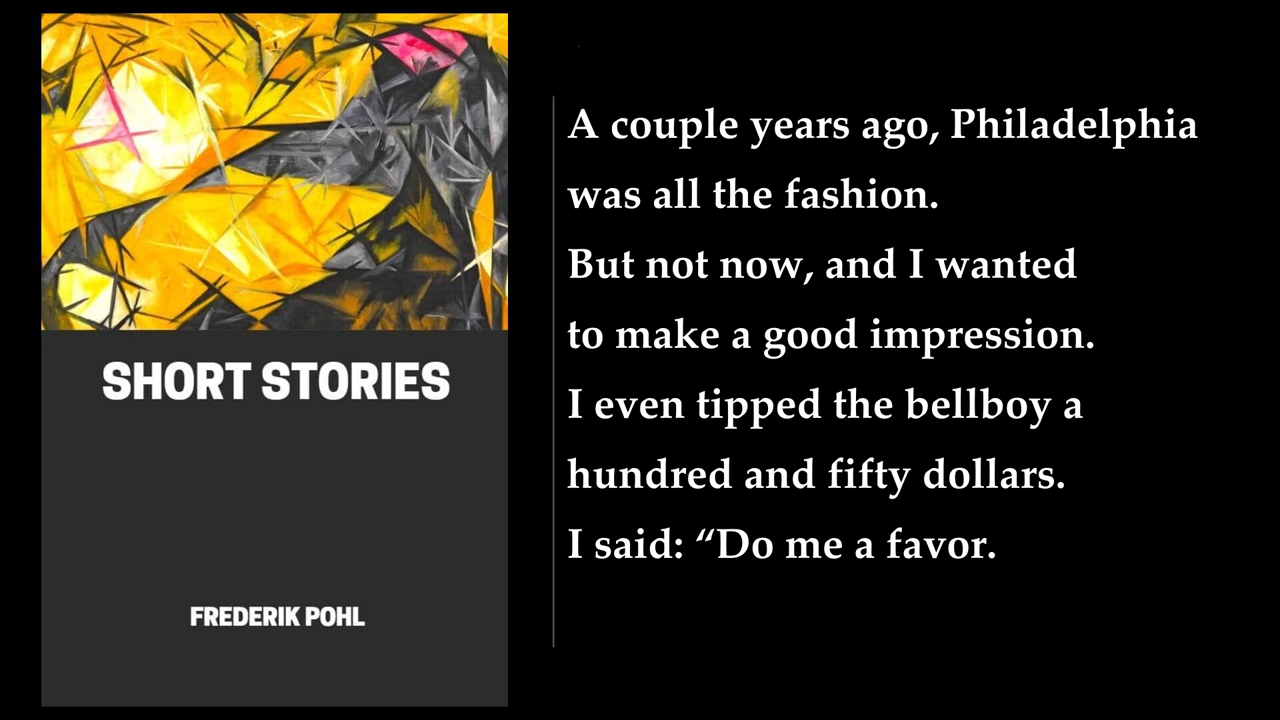 SHORT STORIES
FREDERIK POHL
A couple years ago, Philadelphia
was all the fashion.
But not now, and I wanted
to make a good impression.
I even tipped the bellboy a
hundred and fifty dollars.
I said: “Do me a favor.